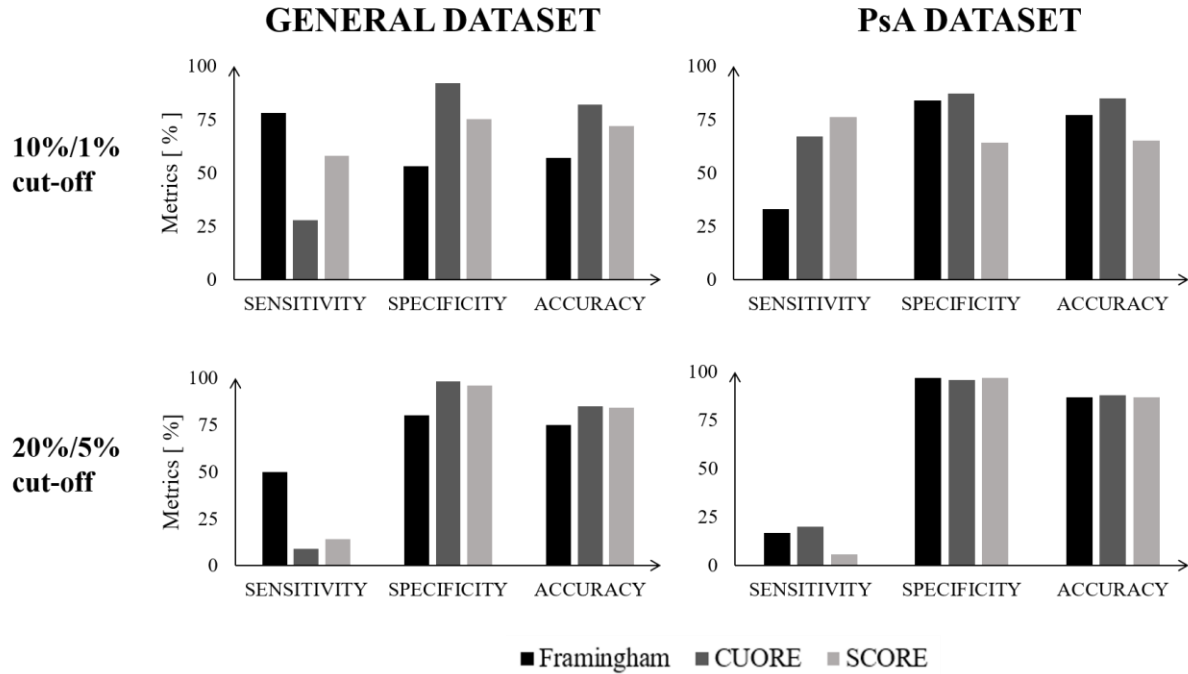 GENERAL DATASET
PsA DATASET
10%/1%
cut-off
Metrics [ % ]
100
75
50
25
0
SENSITIVITY SPECIFICITY ACCURACY
100
75
50
25
0
SENSITIVITY SPECIFICITY ACCURACY
20%/5%
cut-off
Metrics [ %]
100
75
50
25
0
SENSITIVITY SPECIFICITY ACCURACY
100
75
50
25
0
SENSITIVITY SPECIFICITY ACCURACY
Framingham CUORE SCORE